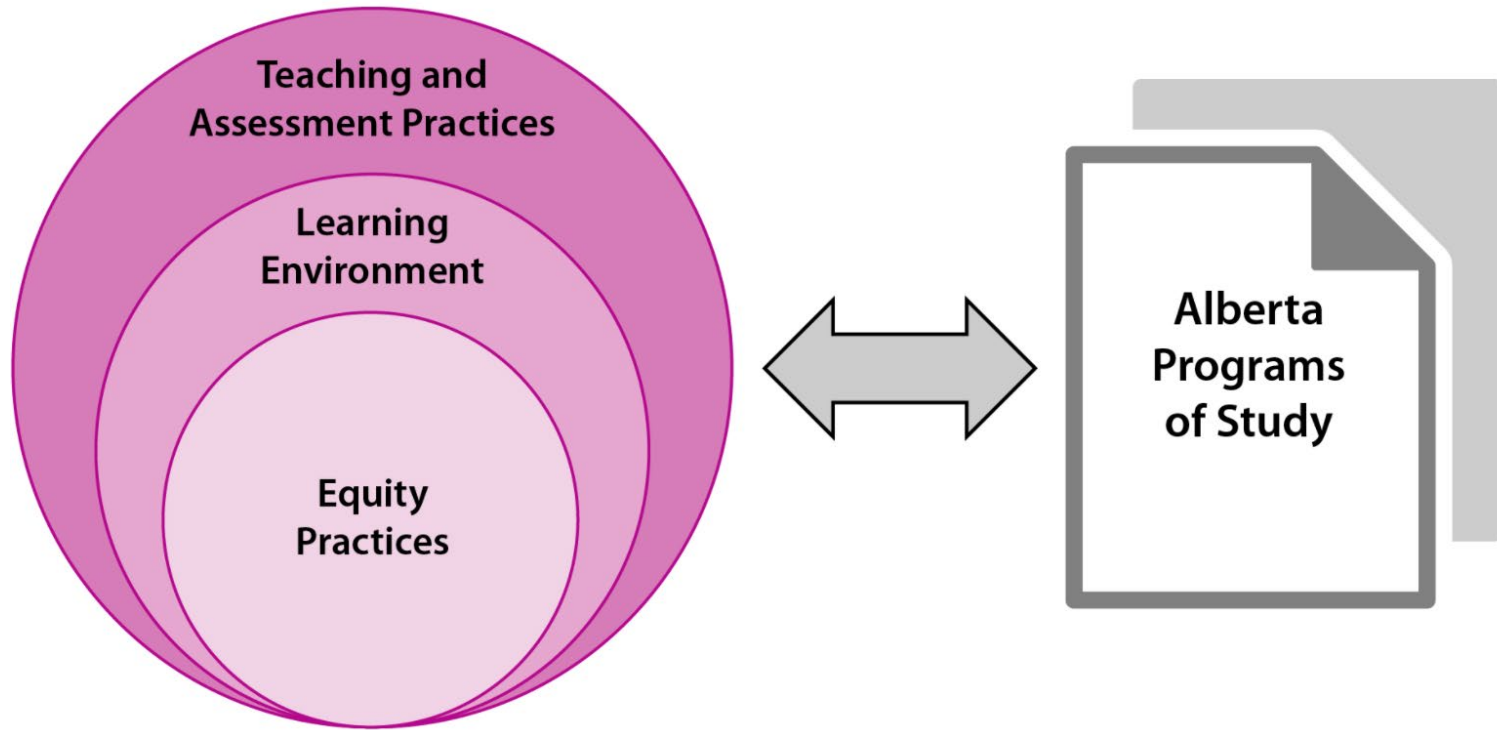 Teaching and
Assessment Practices
Learning
Environment
Equity
Practices
Alberta
Programs
of Study